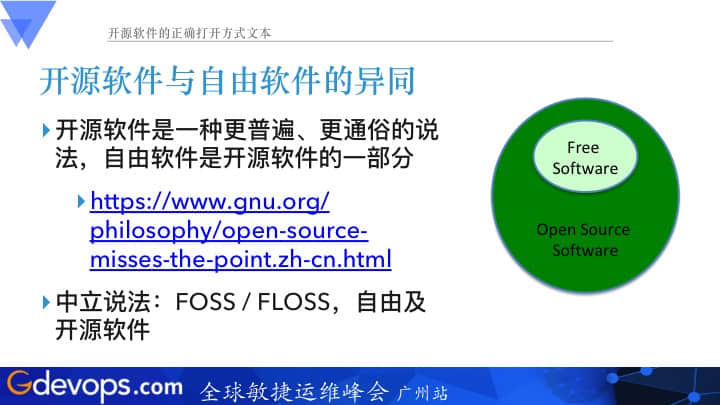 开源软件的正确打开方式文本
开源软件与自由软件的异同
开源软件是一种更普遍、更通俗的说
法，自由软件是开源软件的一部分
https://www.gnu.org/
philosophy/open-source-
misses-the-point.zh-cn.html
中立说法：FOSS / FLOSS，自由及
开源软件
Free
Software
Open Source
Software
Gdevops.com 全球敏捷运维峰会 广州站